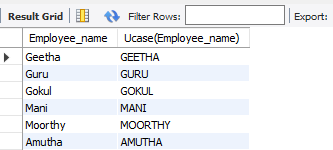 Result Grid Filter Rows: Export:
Employee_name Ucase(Employee_name)
Geetha GEETHA
Guru GURU
Gokul GOKUL
Mani MANI
Moorthy MOORTHY
Amutha AMUTHA